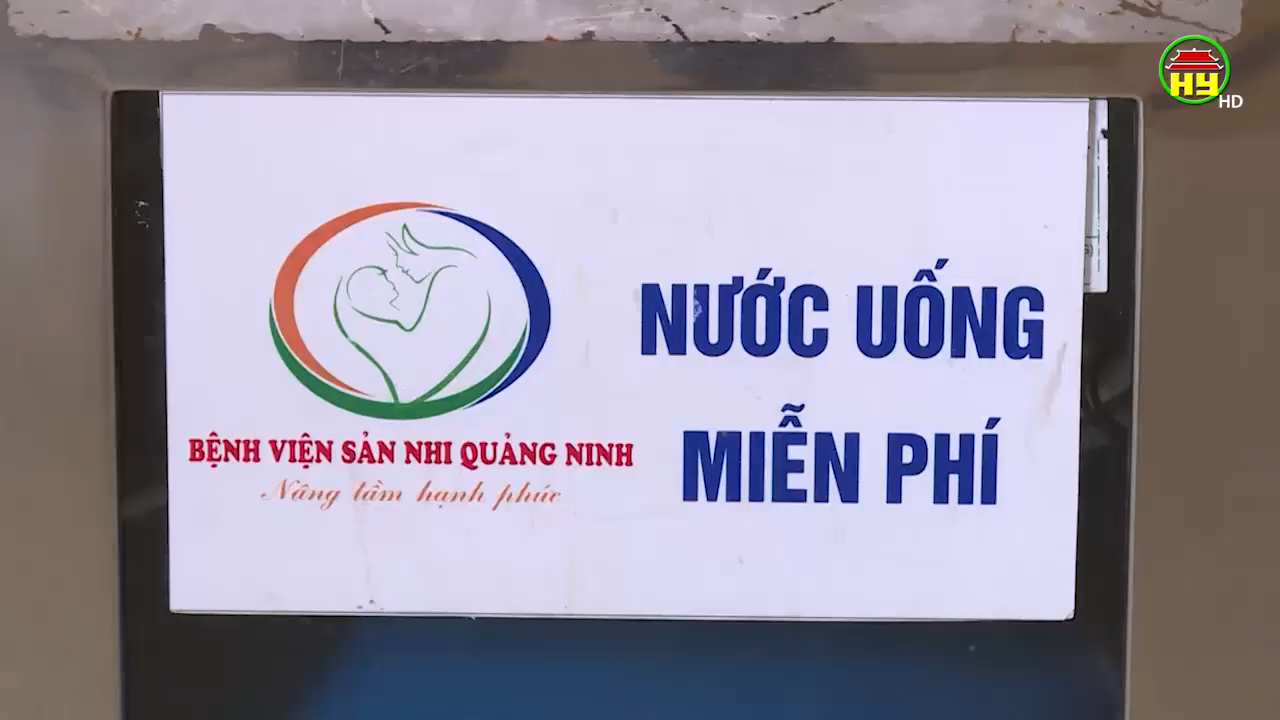 HY
HD
NƯỚC UỐNG
MIỄN PHÍ
BỆNH VIỆN SẢN NHI QUẢNG NINH
Nâng tầm hạnh phúc